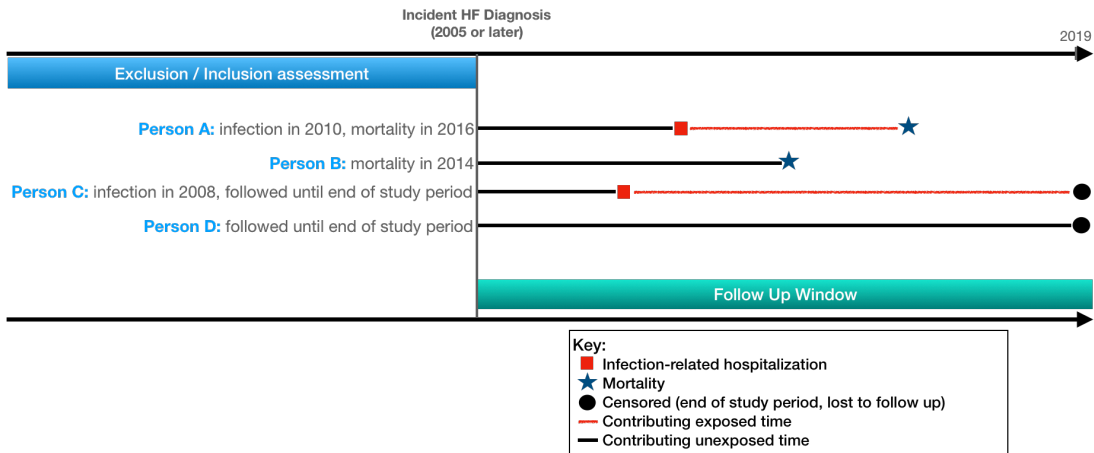 Incident HF Diagnosis
(2005 or later)
2019
Exclusion / Inclusion assessment
Person A: infection in 2010, mortality in 2016
Person B: mortality in 2014
Person C: infection in 2008, followed until end of study period
Person D: followed until end of study period
Follow Up Window
Key:
Infection-related hospitalization
Mortality
Censored (end of study period, lost to follow up)
Contributing exposed time
Contributing unexposed time